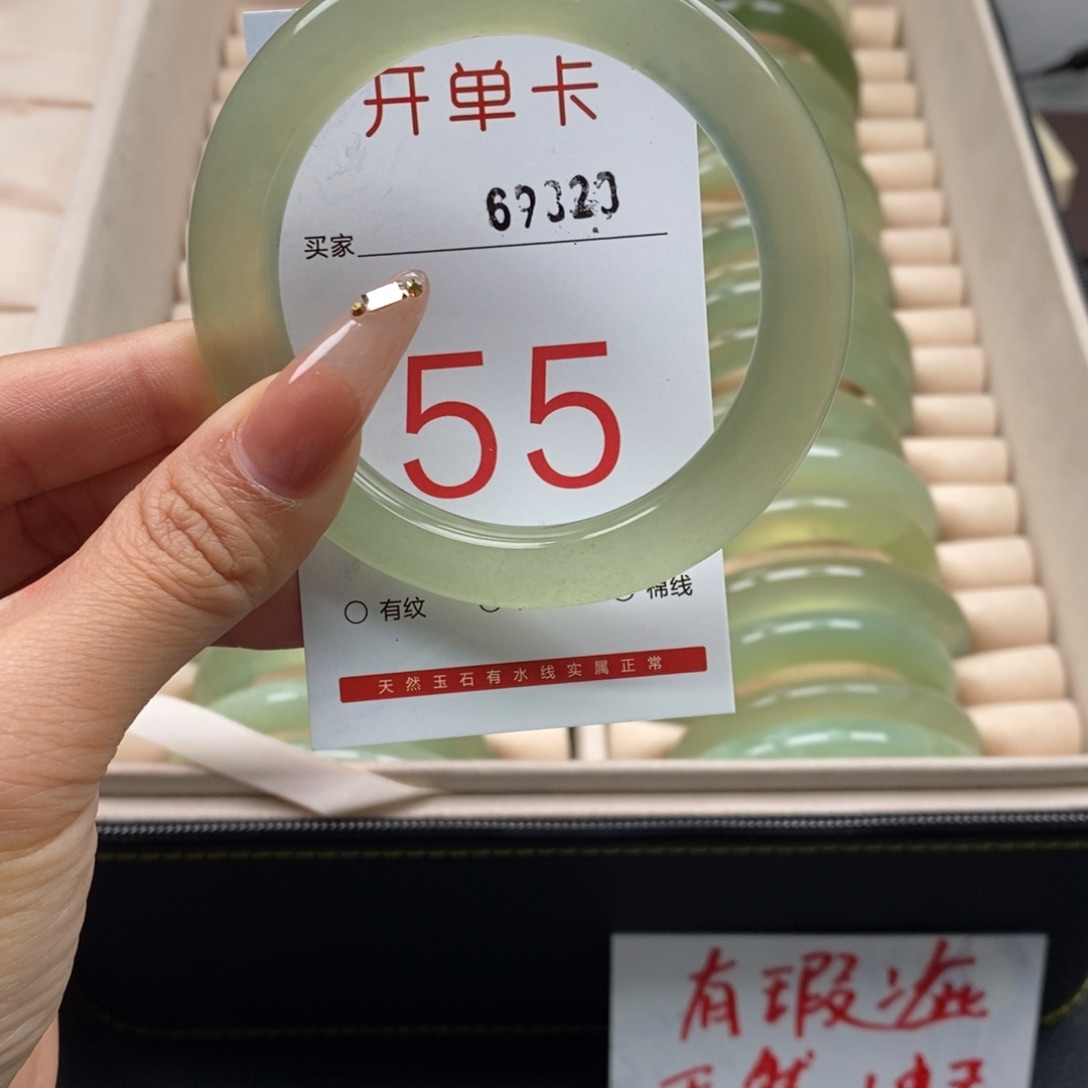 开单卡
买家
55
有纹
棉线
天然玉石有水线实属正常
有瑕疵